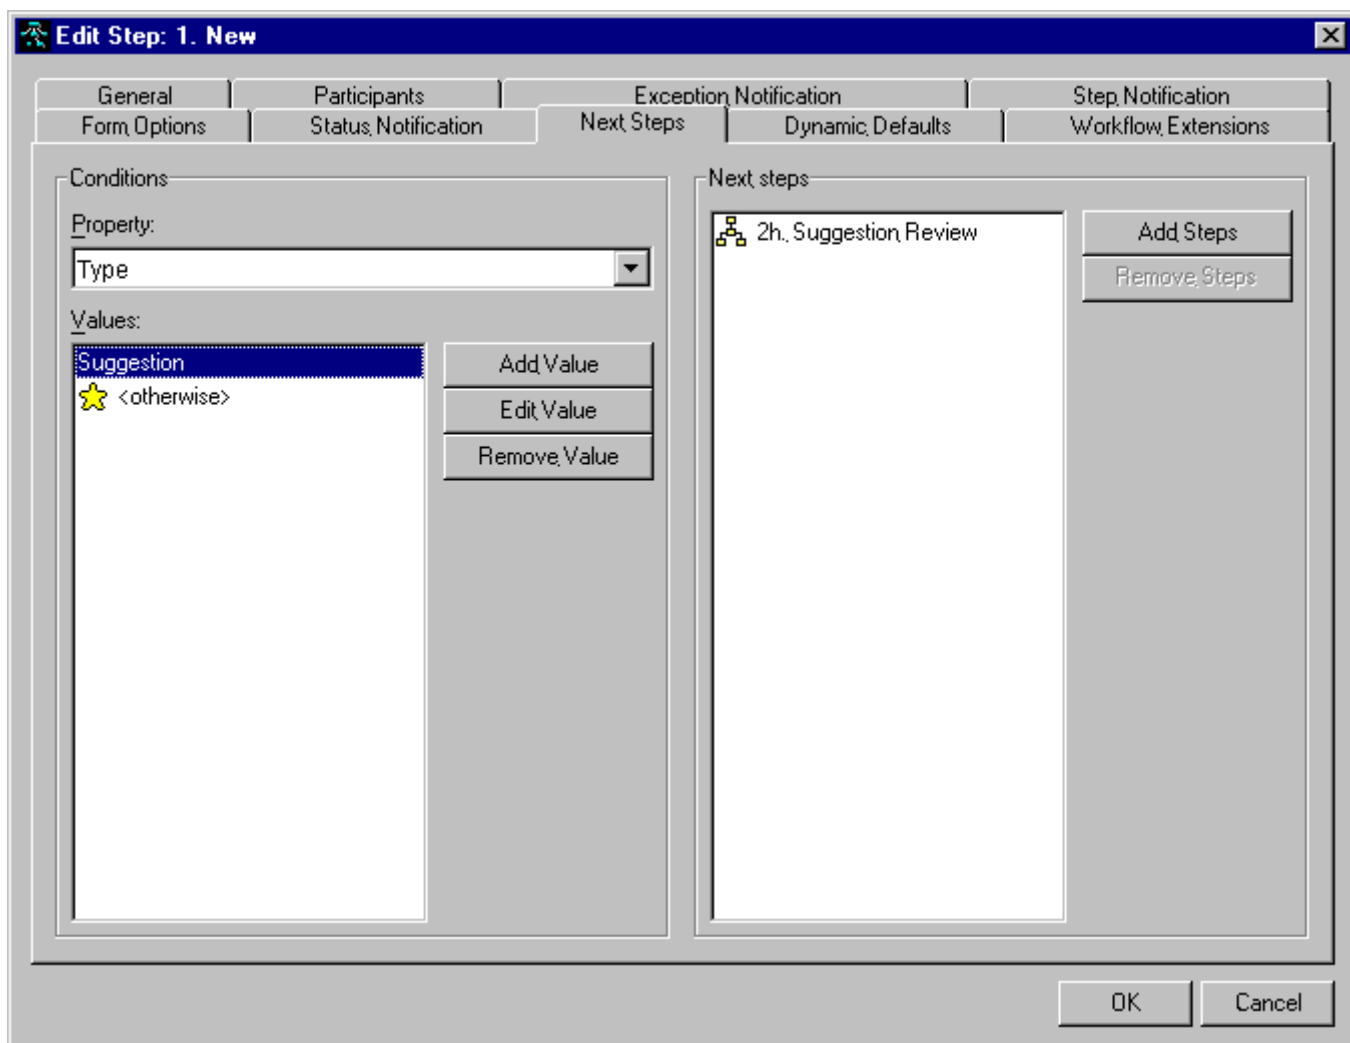 Edit Step: 1. New
General Participants Exception Notification Step Notification
Form Options Status Notification Next Steps Dynamic Defaults Workflow Extensions
Conditions
Property:
Type
Values:
Suggestion
<otherwise>
Add Value
Edit Value
Remove Value
Next steps
2h. Suggestion Review
Add Steps
Remove Steps
OK Cancel